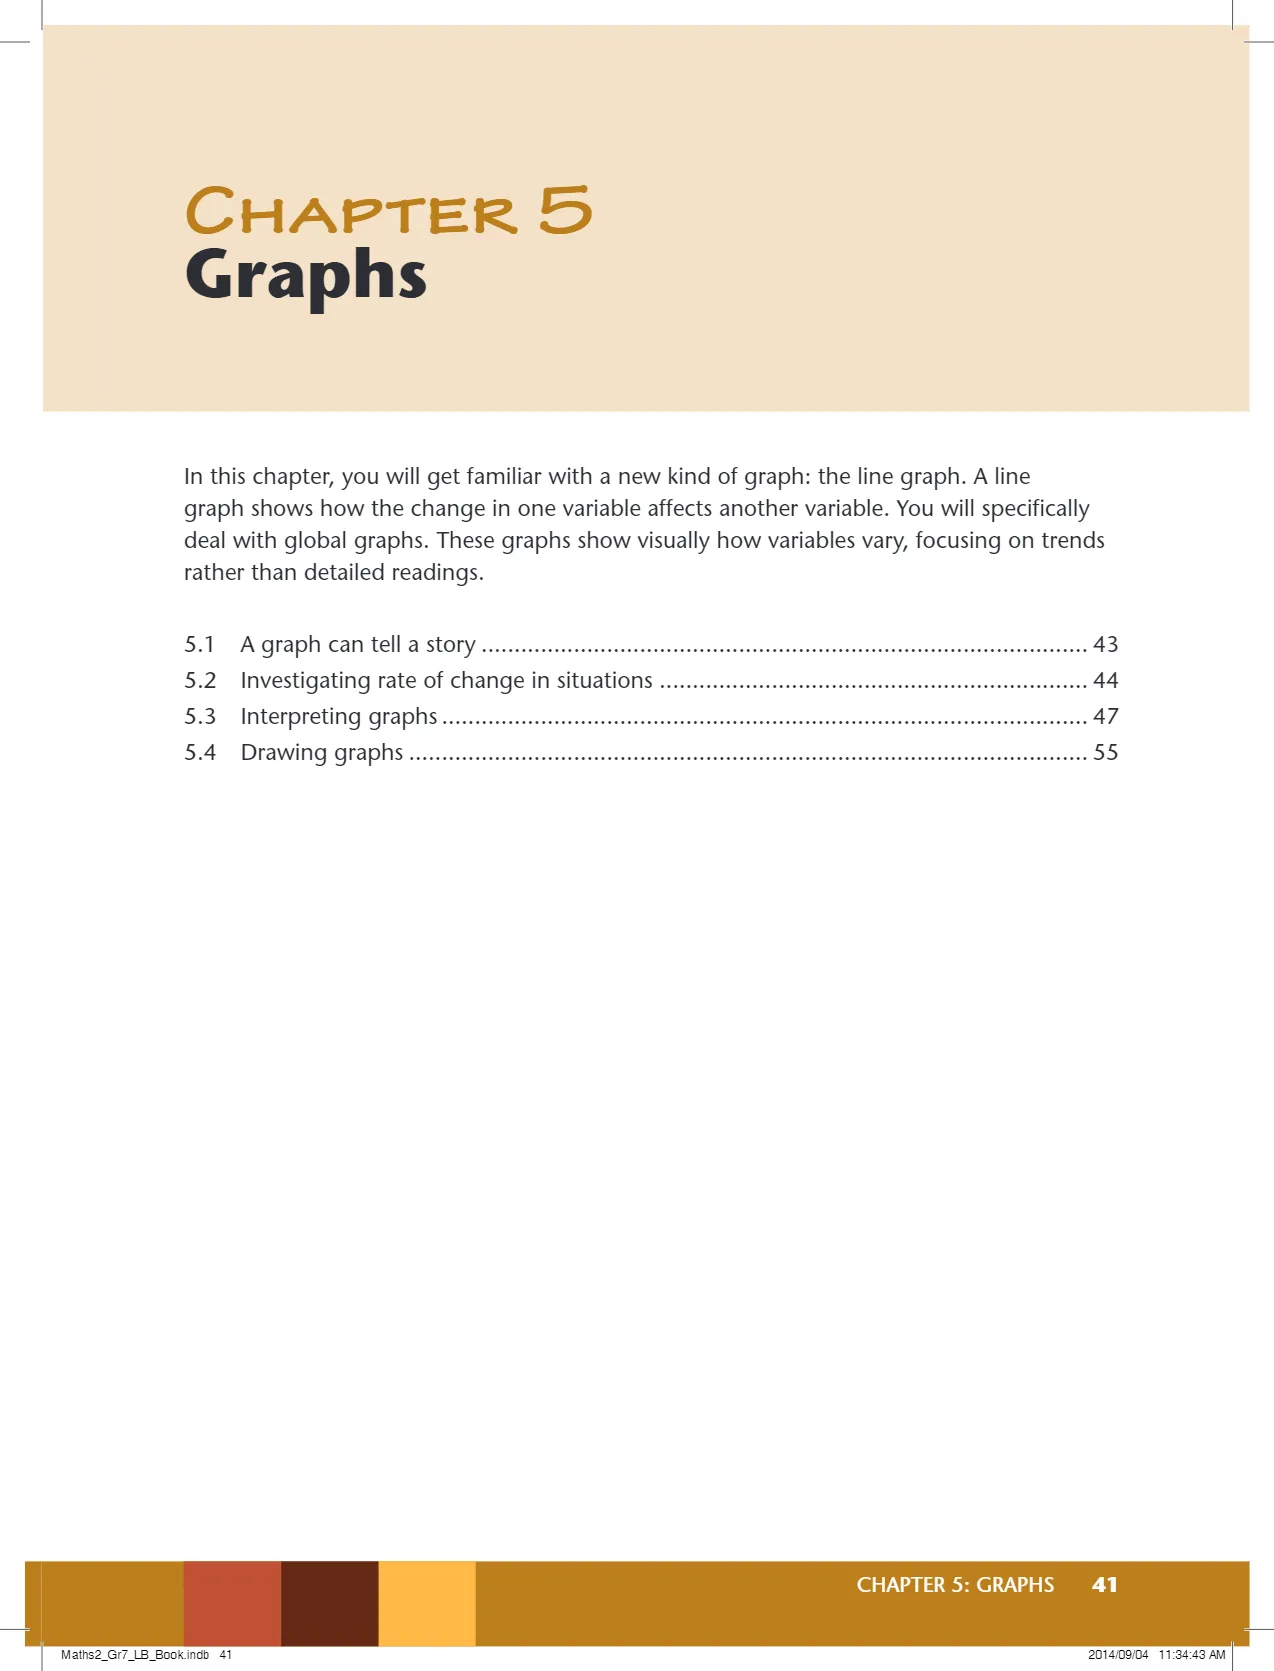 Chapter 5
Graphs
In this chapter, you will get familiar with a new kind of graph: the line graph. A line
graph shows how the change in one variable affects another variable. You will specifically
deal with global graphs. These graphs show visually how variables vary, focusing on trends
rather than detailed readings.
5.1 A graph can tell a story ............................................................................................ 43
5.2 Investigating rate of change in situations ................................................................. 44
5.3 Interpreting graphs .................................................................................................. 47
5.4 Drawing graphs ....................................................................................................... 55
CHAPTER 5: GRAPHS 41
Maths2_Gr7_LB_Book.indb 41 2014/09/04 11:34:43 AM